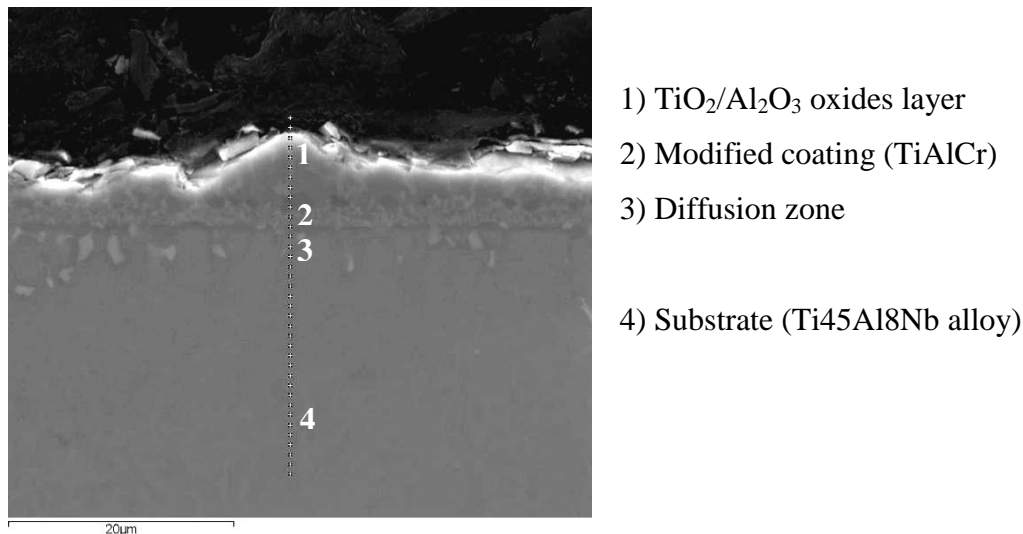 1) TiO₂/Al₂O₃ oxides layer
2) Modified coating (TiAlCr)
3) Diffusion zone
4) Substrate (Ti45Al8Nb alloy)
1
2
3
4
20μm